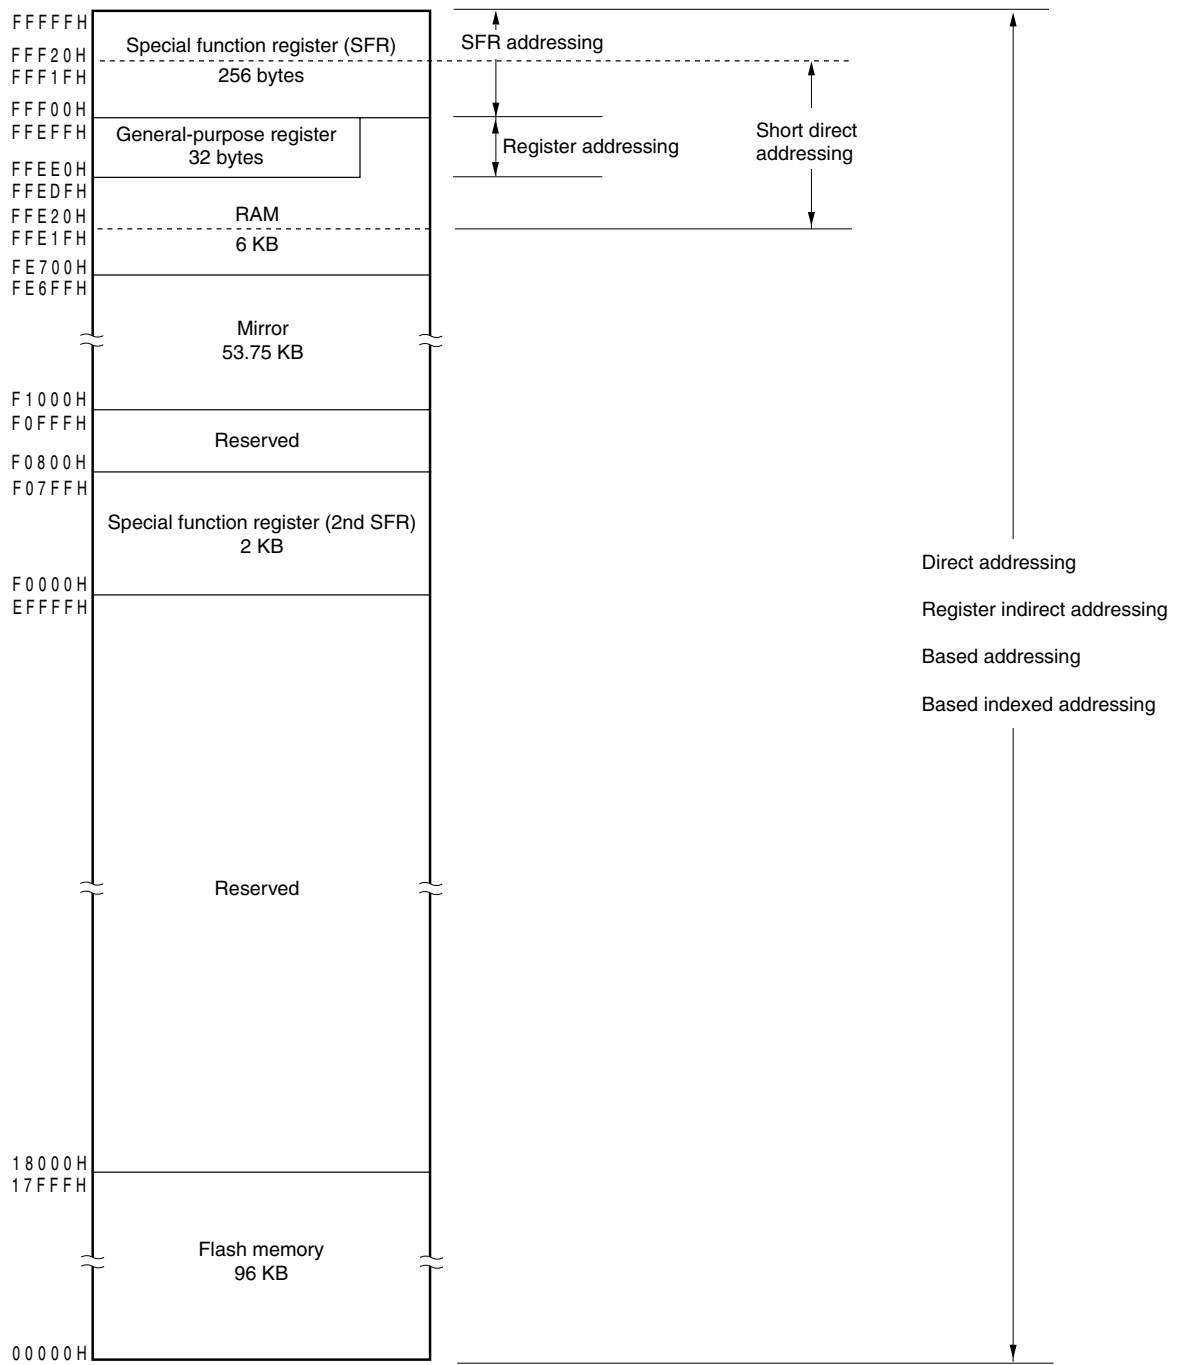 FFFFFH
Special function register (SFR)
SFR addressing
FFF20H
FFF1FH
256 bytes
FFF00H
FFEFFH
General-purpose register
32 bytes
Register addressing
Short direct
addressing
FFEE0H
FFEDFH
FFE20H
RAM
FFE1FH
6 KB
FE700H
FE6FFH
Mirror
53.75 KB
F1000H
F0FFFH
Reserved
F0800H
F07FFH
Special function register (2nd SFR)
2 KB
F0000H
EFFFFH
Direct addressing
Register indirect addressing
Based addressing
Based indexed addressing
Reserved
18000H
17FFFH
Flash memory
96 KB
00000H